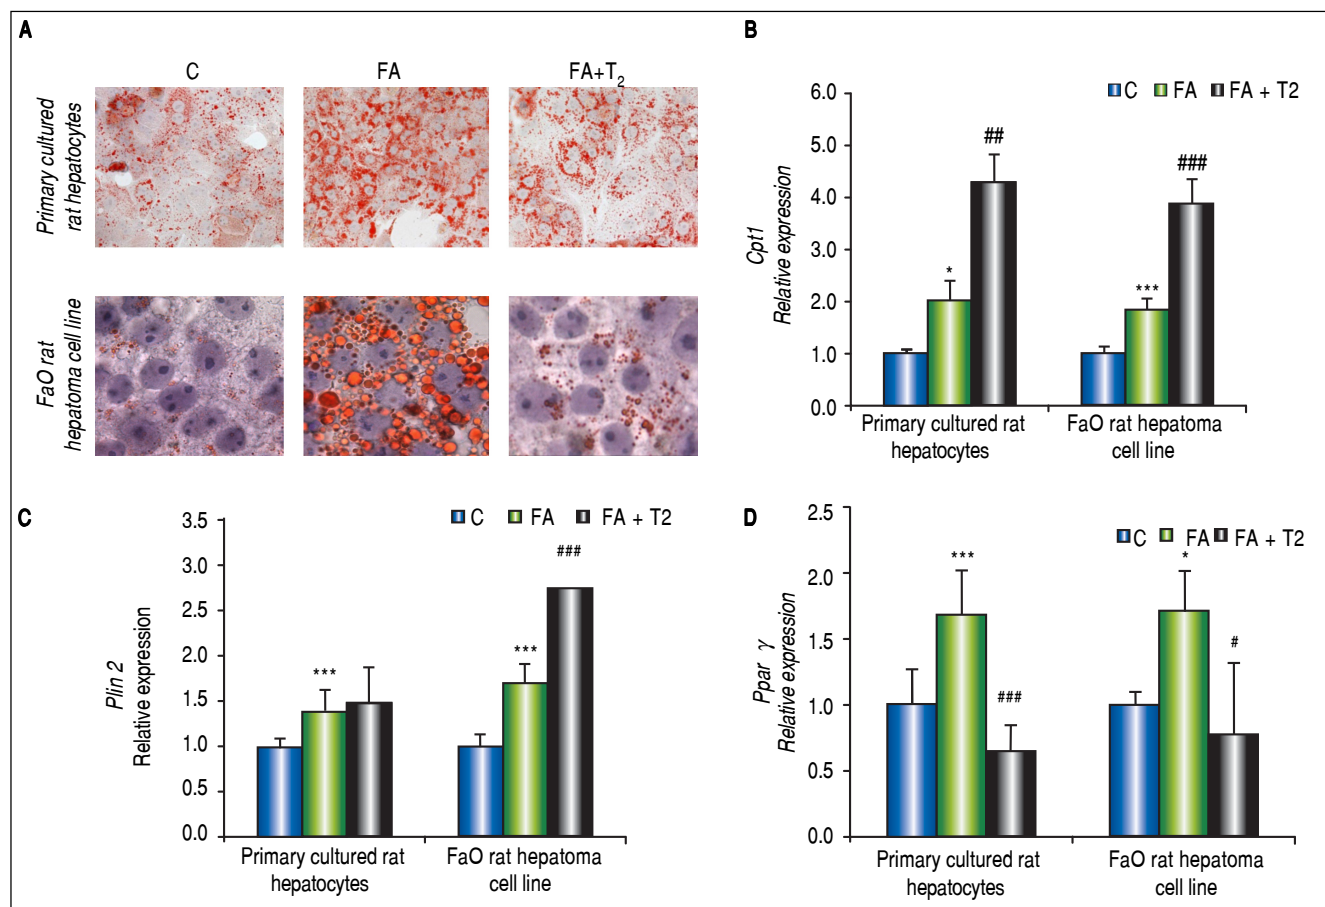 A
C
FA
FA+T2
Primary cultured
rat hepatocytes
FaO rat
hepatoma cell line
B
C FA FA + T2
6.0
5.0
4.0
3.0
2.0
1.0
0.0
Cpt1
Relative expression
*
##
***
###
Primary cultured rat
hepatocytes
FaO rat hepatoma
cell line
C
C FA FA + T2
3.5
3.0
2.5
2.0
1.5
1.0
0.5
0.0
Plin 2
Relative expression
***
***
###
Primary cultured rat
hepatocytes
FaO rat hepatoma
cell line
D
C FA FA + T2
2.5
2.0
1.5
1.0
0.5
0.0
Ppar γ
Relative expression
***
###
*
#
Primary cultured rat
hepatocytes
FaO rat hepatoma
cell line